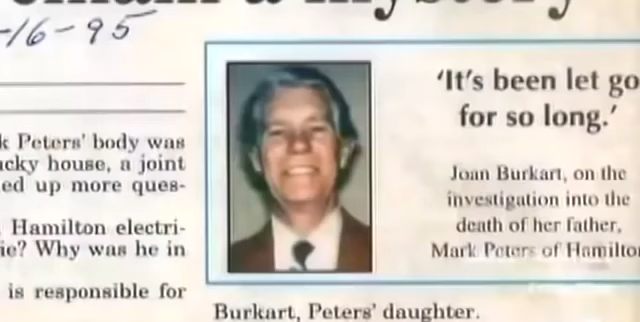 a mystery
-16-95
k Peters' body was
cky house, a joint
ed up more ques-
Hamilton electri-
ie? Why was he in
is responsible for
'It's been let go
for so long.'
Joan Burkart, on the
investigation into the
death of her father,
Mark Peters of Hamilton
Burkart, Peters' daughter.